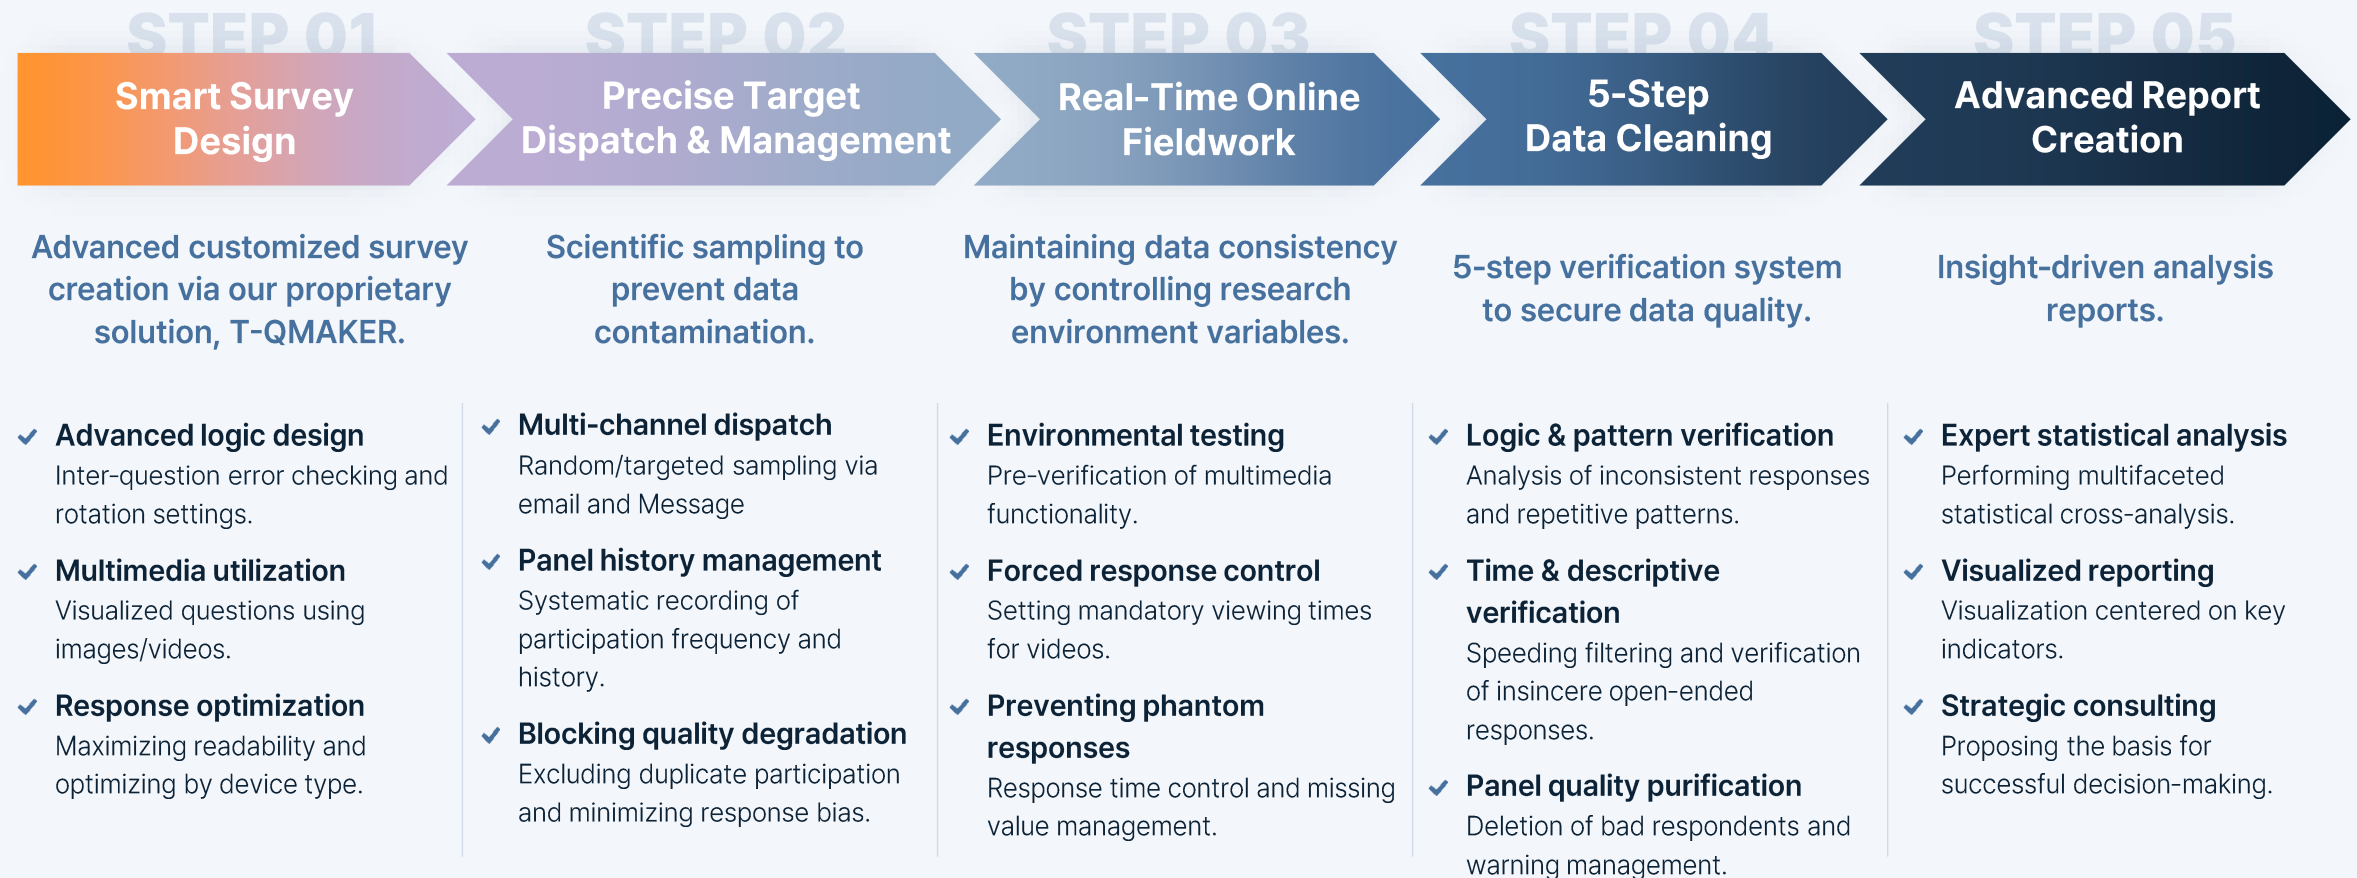 STEP 01
Smart Survey
Design
Advanced customized survey
creation via our proprietary
solution, T-QMAKER.
Advanced logic design
Inter-question error checking and
rotation settings.
Multimedia utilization
Visualized questions using
images/videos.
Response optimization
Maximizing readability and
optimizing by device type.
STEP 02
Precise Target
Dispatch & Management
Scientific sampling to
prevent data
contamination.
Multi-channel dispatch
Random/targeted sampling via
email and Message
Panel history management
Systematic recording of
participation frequency and
history.
Blocking quality degradation
Excluding duplicate participation
and minimizing response bias.
STEP 03
Real-Time Online
Fieldwork
Maintaining data consistency
by controlling research
environment variables.
Environmental testing
Pre-verification of multimedia
functionality.
Forced response control
Setting mandatory viewing times
for videos.
Preventing phantom
responses
Response time control and missing
value management.
STEP 04
5-Step
Data Cleaning
5-step verification system
to secure data quality.
Logic & pattern verification
Analysis of inconsistent responses
and repetitive patterns.
Time & descriptive
verification
Speeding filtering and verification
of insincere open-ended
responses.
Panel quality purification
Deletion of bad respondents and
warning management.
STEP 05
Advanced Report
Creation
Insight-driven analysis
reports.
Expert statistical analysis
Performing multifaceted
statistical cross-analysis.
Visualized reporting
Visualization centered on key
indicators.
Strategic consulting
Proposing the basis for
successful decision-making.